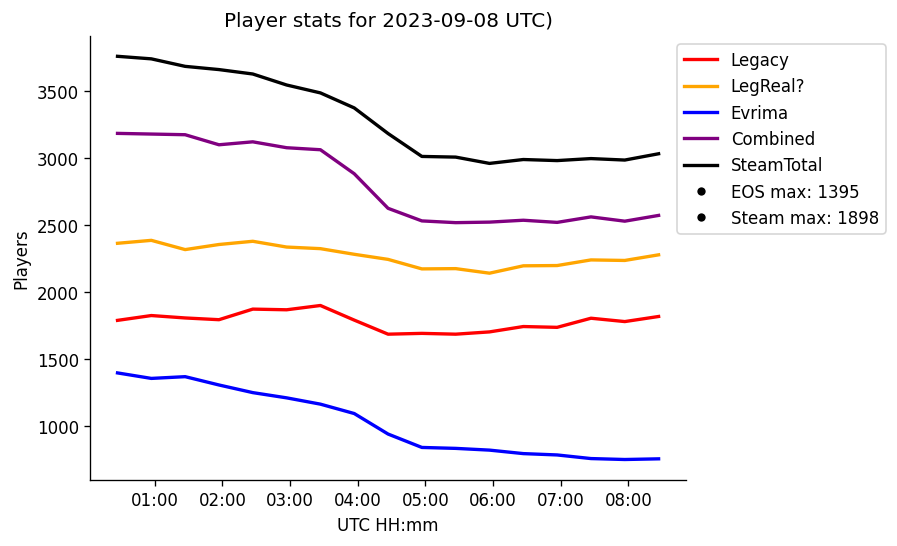 Player stats for 2023-09-08 UTC)
Legacy
LegReal?
Evrima
Combined
SteamTotal
EOS max: 1395
Steam max: 1898
Players
3500
3000
2500
2000
1500
1000
01:00 02:00 03:00 04:00 05:00 06:00 07:00 08:00
UTC HH:mm